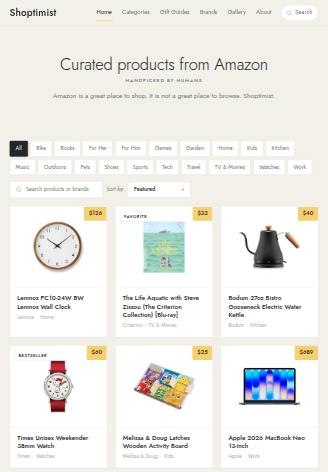 Shoptimist
Home Categories Gift Guides Brands Gallery About Search
Curated products from Amazon
HANDPICKED BY HUMANS
Amazon is a great place to shop. It is not a great place to browse. Shoptimist.
All Bike Books For Her For Him Games Garden Home Kids Kitchen
Music Outdoors Pets Shoes Sports Tech Travel TV & Movies Watches Work
Search products or brands Sort by: Featured
$126
FAVORITE $22
$40
Lemnos PC10-24W BW
Lemnos Wall Clock
Lemnos · Home
The Life Aquatic with Steve
Zissou (The Criterion
Collection) [Blu-ray]
Criterion · TV & Movies
Bodum 27oz Bistro
Gooseneck Electric Water
Kettle
Bodum · Kitchen
BESTSELLER $60
$25
$689
Timex Unisex Weekender
38mm Watch
Timex · Watches
Melissa & Doug Latches
Wooden Activity Board
Melissa & Doug · Kids
Apple 2026 MacBook Neo
13-inch
Apple · Work